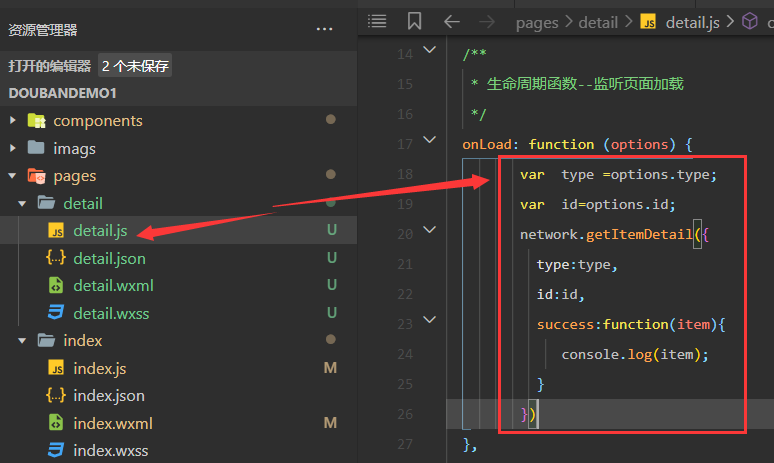 资源管理器
打开的编辑器 2 个未保存
DOUBANDEMO1
components
imags
pages
detail
JS detail.js U
{..} detail.json U
detail.wxml U
detail.wxss U
index
JS index.js M
{..} index.json
index.wxml M
index.wxss
pages > detail > JS detail.js >
14 /**
15 * 生命周期函数--监听页面加载
16 */
17 onLoad: function (options) {
18 var type =options.type;
19 var id=options.id;
20 network.getItemDetail({
21 type:type,
22 id:id,
23 success:function(item){
24 console.log(item);
25 }
26 })
27 },